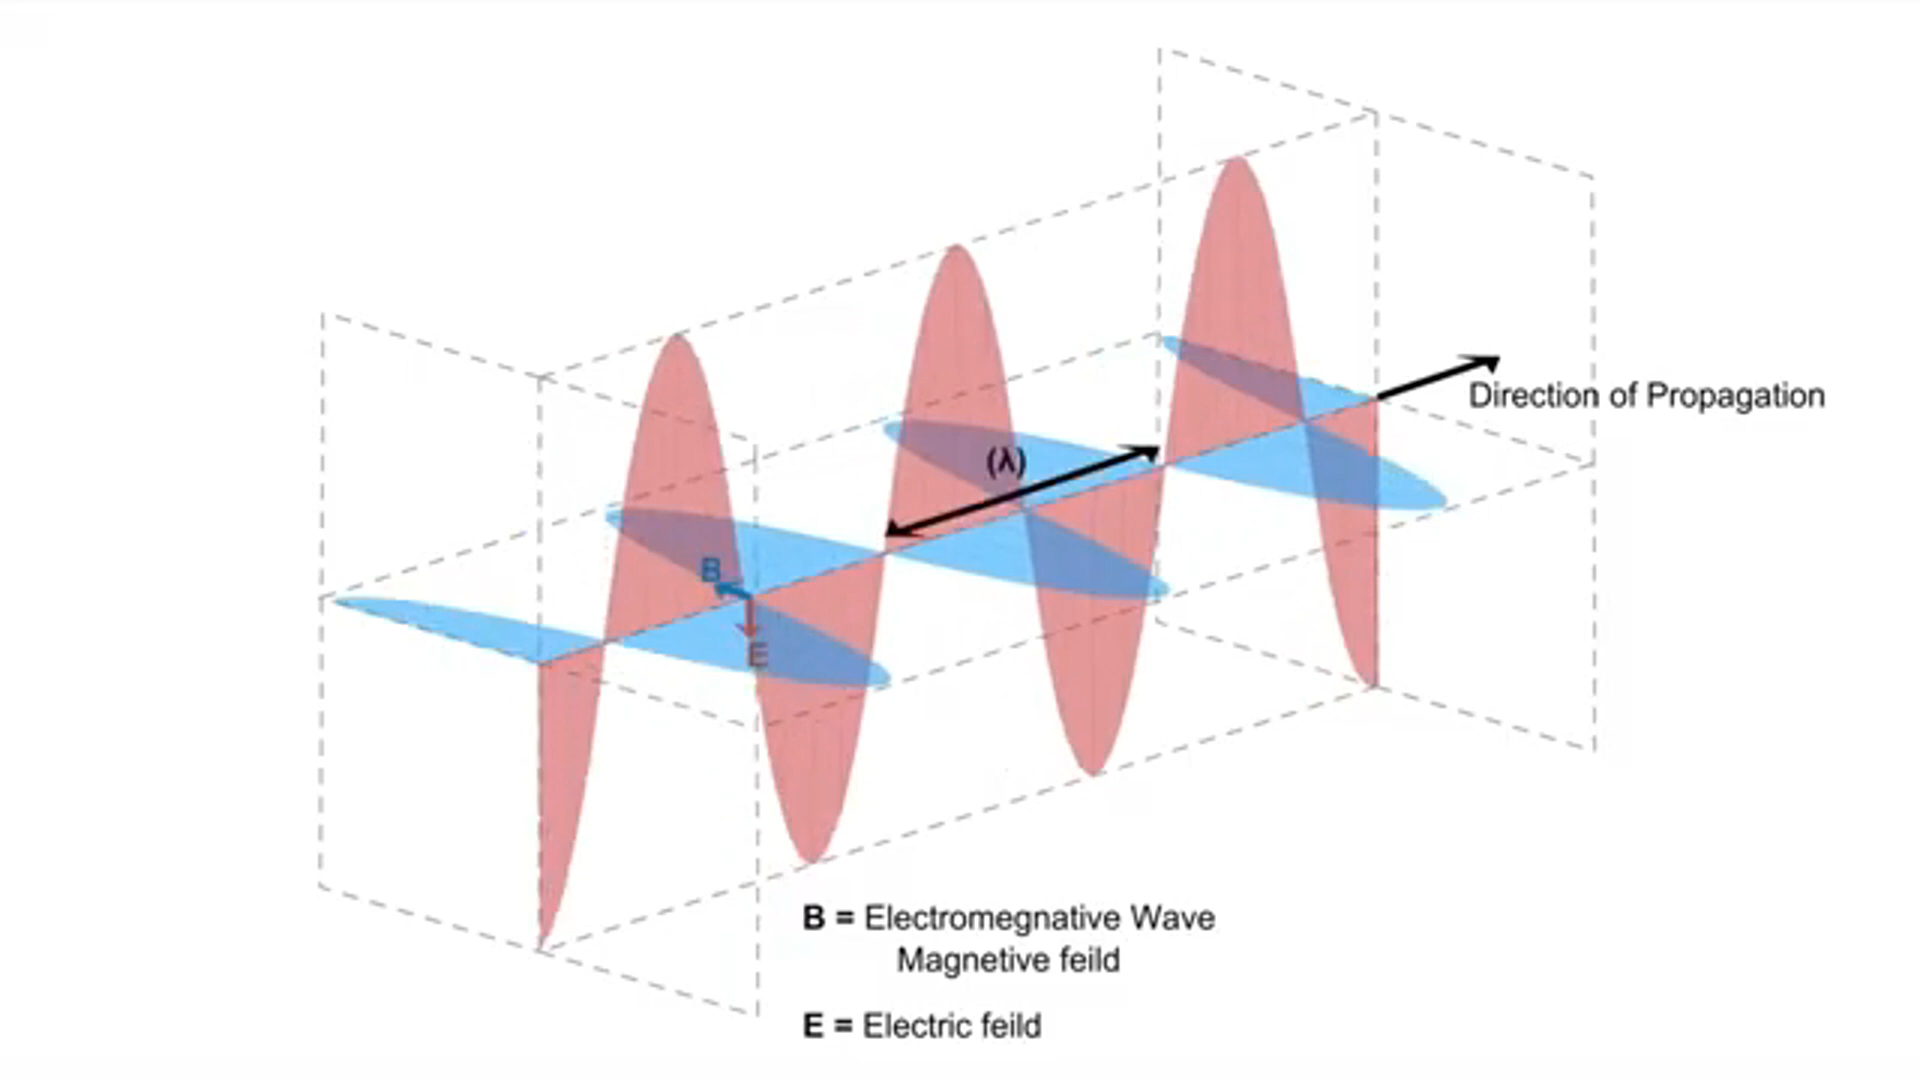 Direction of Propagation
(λ)
B
E
B = Electromegnative Wave
Magnetive feild
E = Electric feild